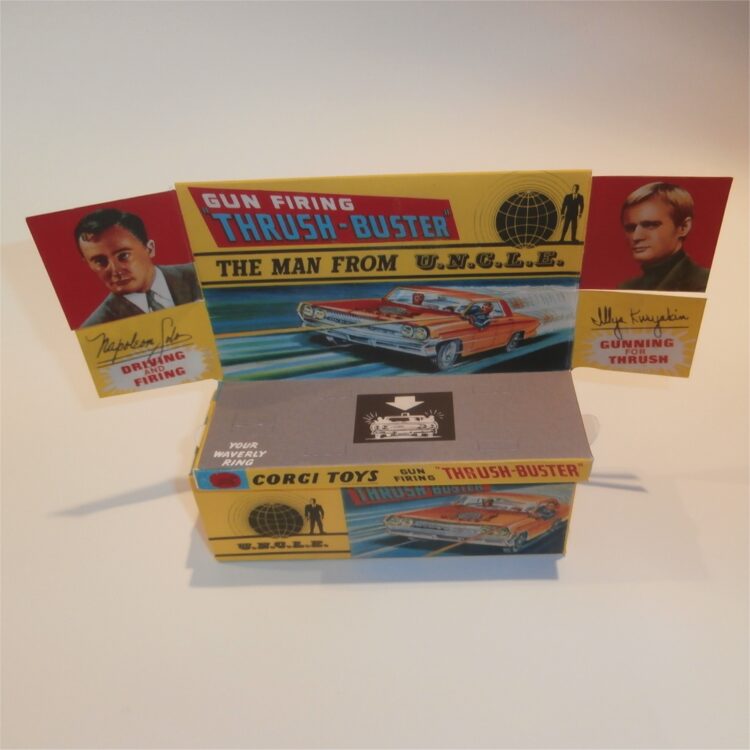 GUN FIRING
"THRUSH-BUSTER"
THE MAN FROM U.N.C.L.E.
Napoleon Solo
DRIVING
AND
FIRING
Illya Kuryakin
GUNNING
FOR
THRUSH
YOUR
WAVERLY
RING
CORGI TOYS GUN FIRING "THRUSH-BUSTER"
THRUSH-BUSTER
U.N.C.L.E.